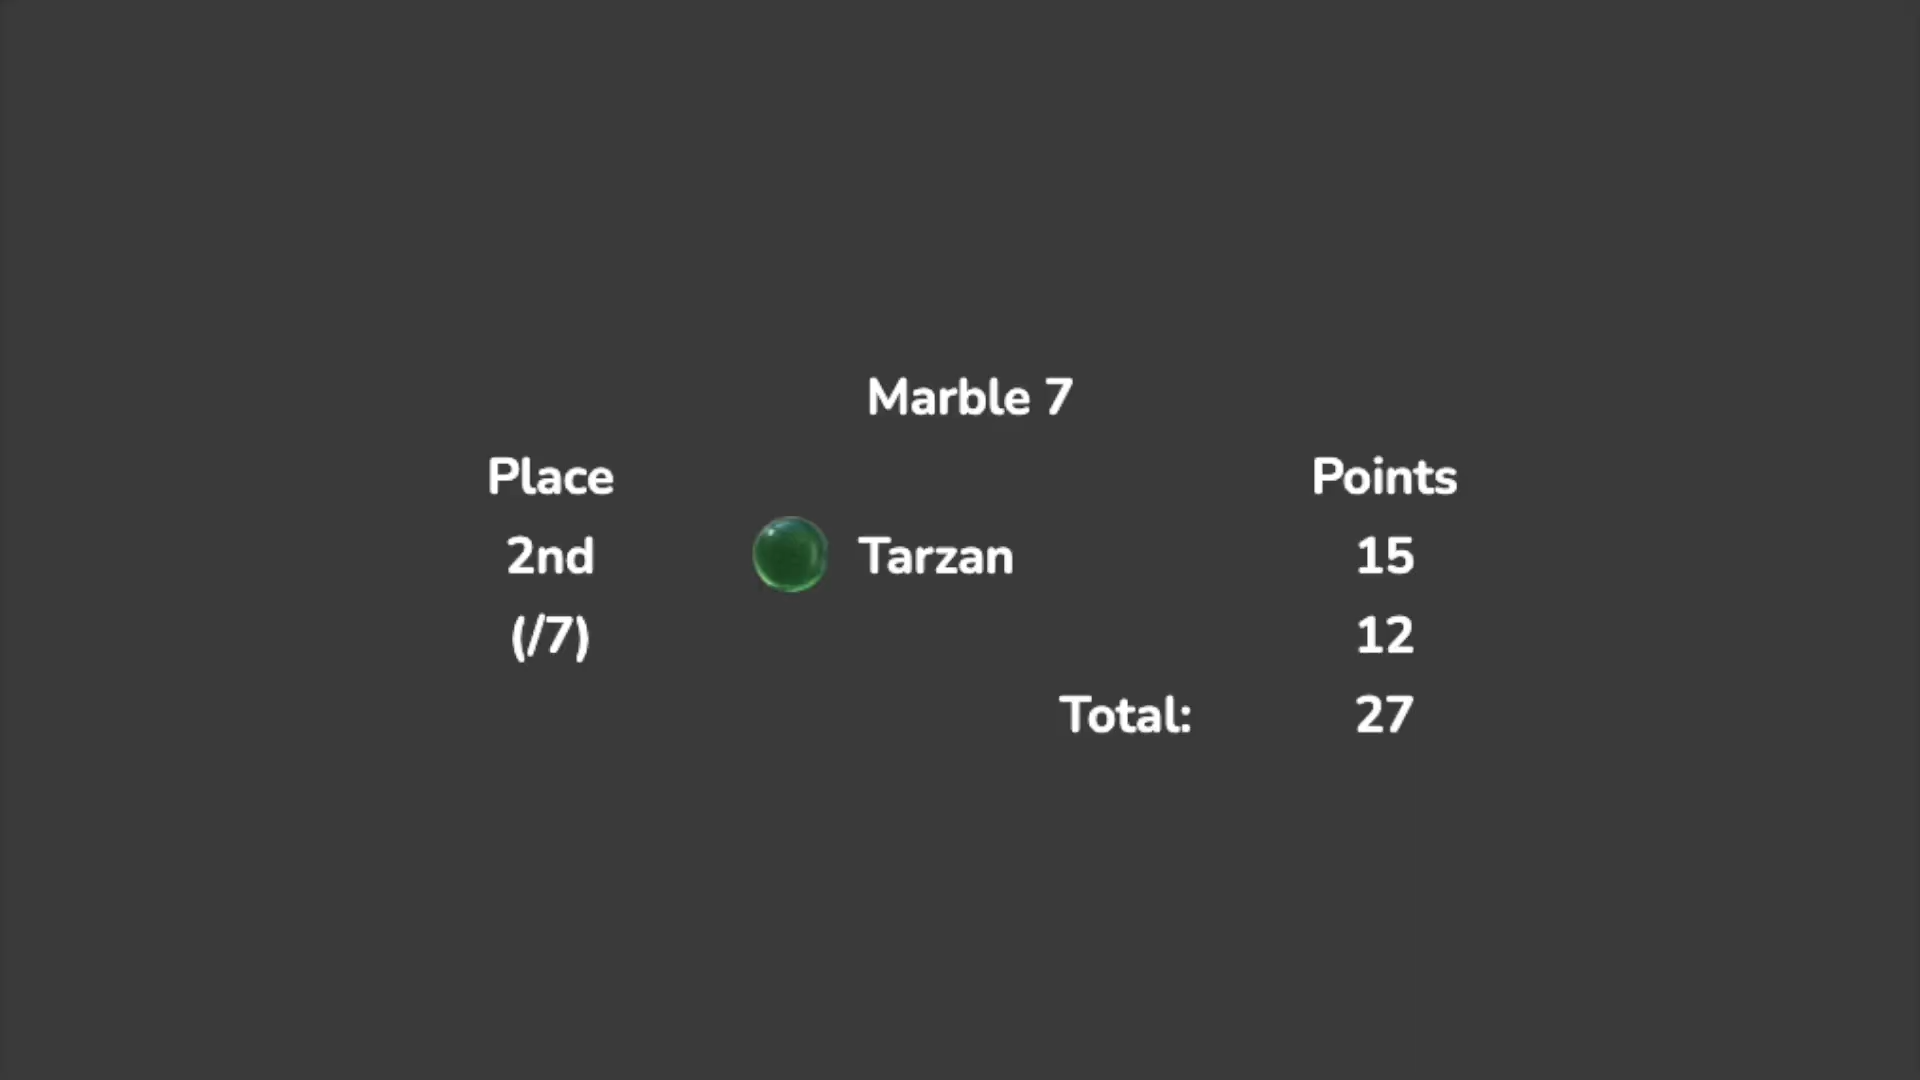 Marble 7
Place Points
2nd Tarzan 15
(/7) 12
Total: 27